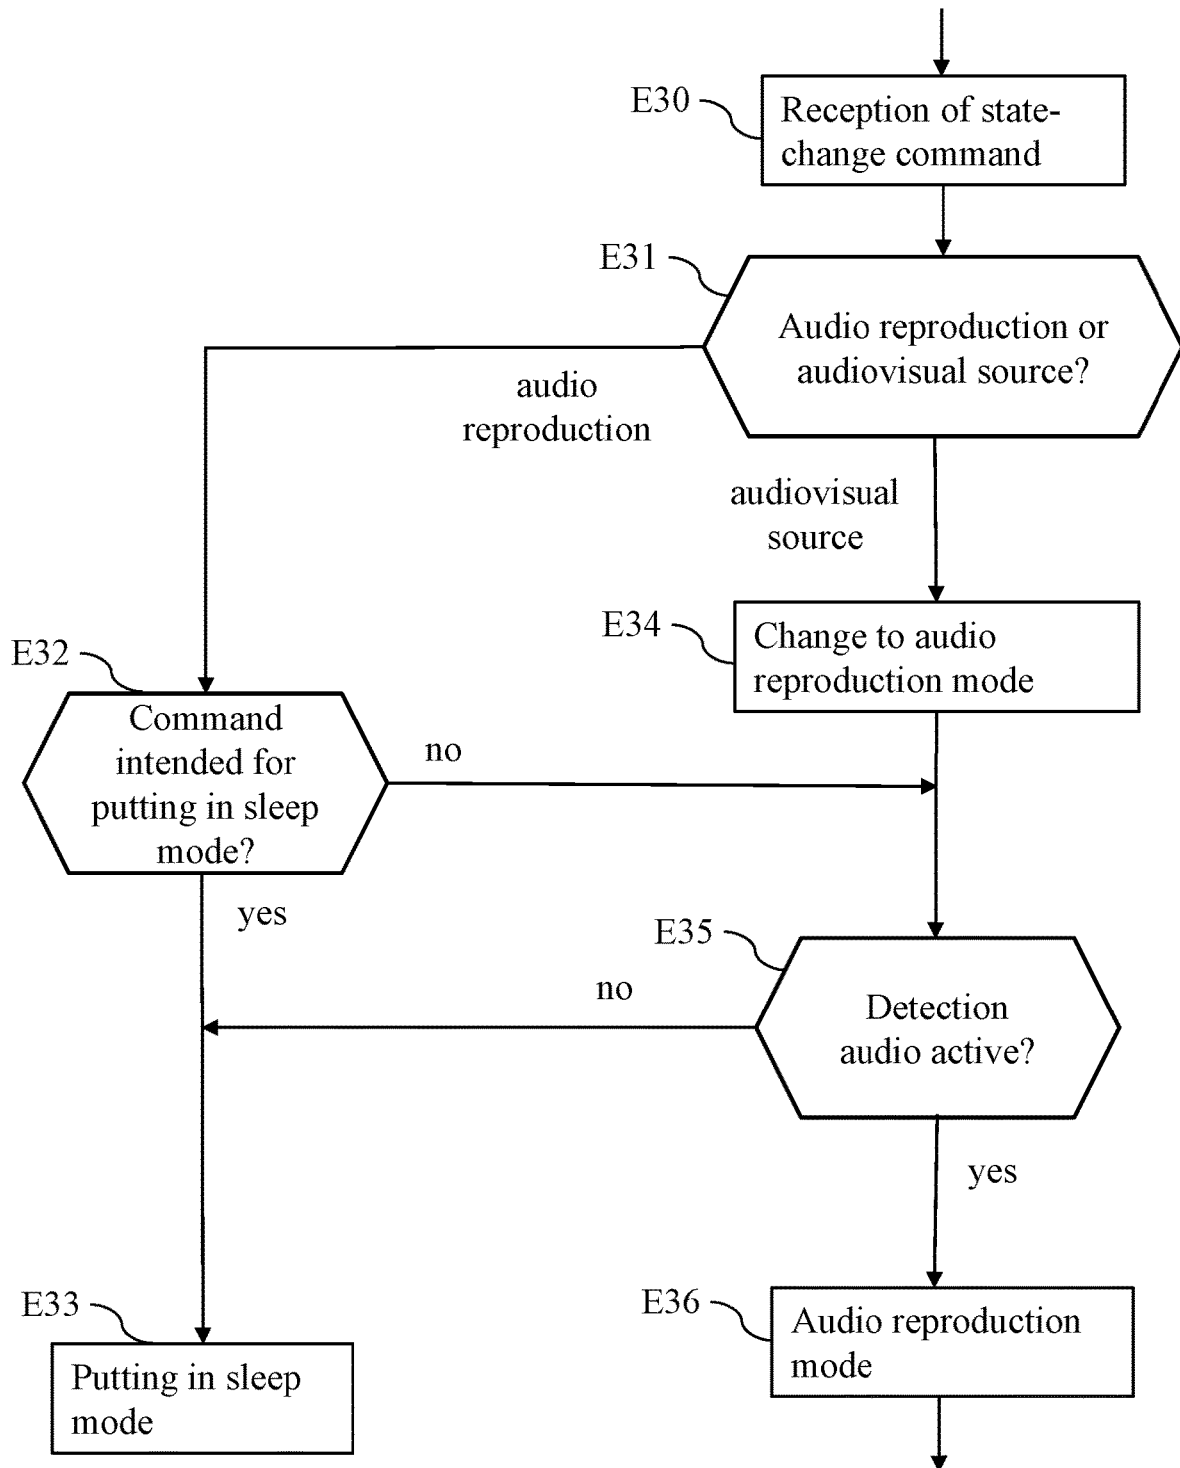 E30
Reception of state-
change command
E31
Audio reproduction or
audiovisual source?
audio
reproduction
audiovisual
source
E34
Change to audio
reproduction mode
E32
Command
intended for
putting in sleep
mode?
no
yes
E35
Detection
audio active?
no
yes
E33
Putting in sleep
mode
E36
Audio reproduction
mode